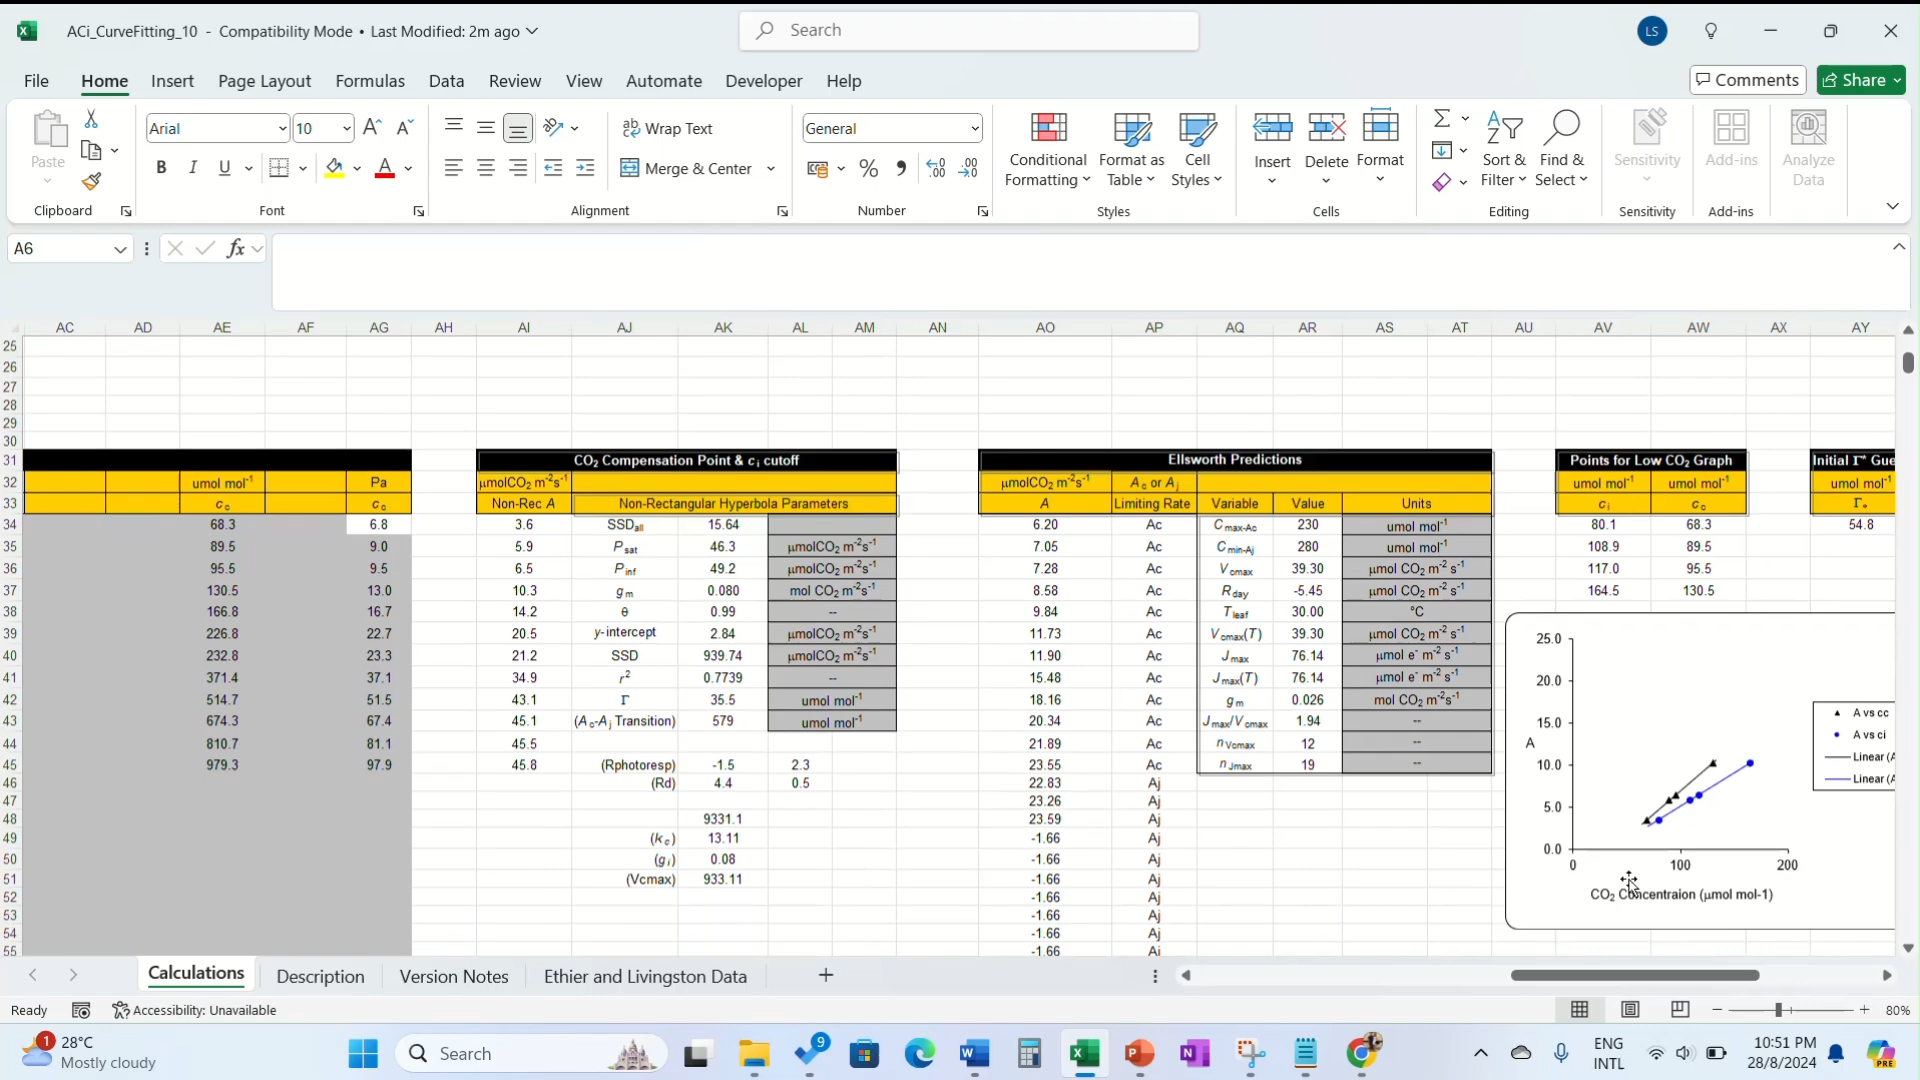 ACi_CurveFitting_10 - Compatibility Mode • Last Modified: 2m ago
Search
LS
File Home Insert Page Layout Formulas Data Review View Automate Developer Help
Comments Share
Paste
Arial 10
Wrap Text
General
Merge & Center
Conditional Formatting Format as Table Cell Styles Insert Delete Format Sort & Filter Find & Select Sensitivity Add-ins Analyze Data
Clipboard Font Alignment Number Styles Cells Editing Sensitivity Add-ins
A6 fx
AC AD AE AF AG AH AI AJ AK AL AM AN AO AP AQ AR AS AT AU AV AW AX AY
25
26
27
28
29
30
31 CO₂ Compensation Point & cᵢ cutoff Ellsworth Predictions Points for Low CO₂ Graph Initial Γ* Gue
32 umol mol⁻¹ Pa µmolCO₂ m⁻²s⁻¹ µmolCO₂ m⁻²s⁻¹ A c or A j umol mol⁻¹ umol mol⁻¹ umol mol⁻¹
33 c c c c Non-Rec A Non-Rectangular Hyperbola Parameters A Limiting Rate Variable Value Units c i c c Γ*
34 68.3 6.8 3.6 SSDall 15.64 6.20 Ac Cmax-Ac 230 umol mol⁻¹ 80.1 68.3 54.8
35 89.5 9.0 5.9 Psat 46.3 µmolCO₂ m⁻²s⁻¹ 7.05 Ac Cmin-Aj 280 umol mol⁻¹ 108.9 89.5
36 95.5 9.5 6.5 Pinf 49.2 µmolCO₂ m⁻²s⁻¹ 7.28 Ac Vcmax 39.30 µmol CO₂ m⁻² s⁻¹ 117.0 95.5
37 130.5 13.0 10.3 gm 0.080 mol CO₂ m⁻²s⁻¹ 8.58 Ac Rday -5.45 µmol CO₂ m⁻² s⁻¹ 164.5 130.5
38 166.8 16.7 14.2 θ 0.99 -- 9.84 Ac Tleaf 30.00 °C
39 226.8 22.7 20.5 y-intercept 2.84 µmolCO₂ m⁻²s⁻¹ 11.73 Ac Vcmax(T) 39.30 µmol CO₂ m⁻² s⁻¹
40 232.8 23.3 21.2 SSD 939.74 µmolCO₂ m⁻²s⁻¹ 11.90 Ac Jmax 76.14 µmol e⁻ m⁻² s⁻¹
41 371.4 37.1 34.9 r² 0.7739 -- 15.48 Ac Jmax(T) 76.14 µmol e⁻ m⁻² s⁻¹
42 514.7 51.5 43.1 Γ 35.5 umol mol⁻¹ 18.16 Ac gm 0.026 mol CO₂ m⁻²s⁻¹
43 674.3 67.4 45.1 (A c-A j Transition) 579 umol mol⁻¹ 20.34 Ac Jmax/Vcmax 1.94 --
44 810.7 81.1 45.5 21.89 Ac nVcmax 12 --
45 979.3 97.9 45.8 (Rphotoresp) -1.5 2.3 23.55 Ac nJmax 19 --
46 (Rd) 4.4 0.5 22.83 Aj
47 23.26 Aj
48 9331.1 23.59 Aj
49 (k c) 13.11 -1.66 Aj
50 (g i) 0.08 -1.66 Aj
51 (Vcmax) 933.11 -1.66 Aj
52 -1.66 Aj
53 -1.66 Aj
54 -1.66 Aj
55 -1.66 Aj
25.0
20.0
15.0
A
10.0
5.0
0.0
0 100 200
CO₂ Concentraion (µmol mol-1)
A vs cc
A vs ci
Linear (A
Linear (A
Calculations Description Version Notes Ethier and Livingston Data
Ready Accessibility: Unavailable 80%
1 28°C
Mostly cloudy
Search
9
ENG
INTL
10:51 PM
28/8/2024
PRE